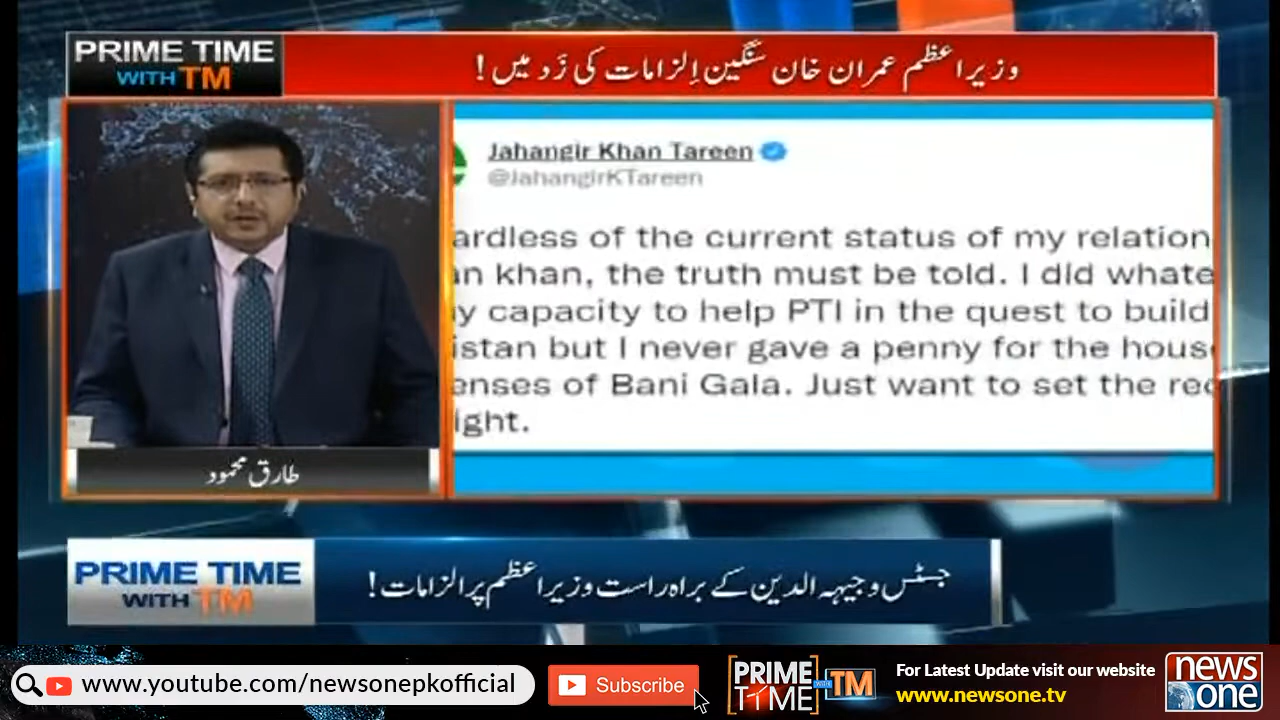 PRIME TIME
WITH TM
وزیراعظم عمران خان سنگین اِلزامات کی زَد میں!
Jahangir Khan Tareen
@JahangirKTareen
ardless of the current status of my relation
an khan, the truth must be told. I did whate
y capacity to help PTI in the quest to build
istan but I never gave a penny for the hous
enses of Bani Gala. Just want to set the rec
ight.
طارق محمود
PRIME TIME
WITH TM
جسٹس وجیہہ الدین کے براہ راست وزیراعظم پر الزامات!
www.youtube.com/newsonepkofficial
Subscribe
PRIME
TIME
WITH TM
For Latest Update visit our website
www.newsone.tv
news
one